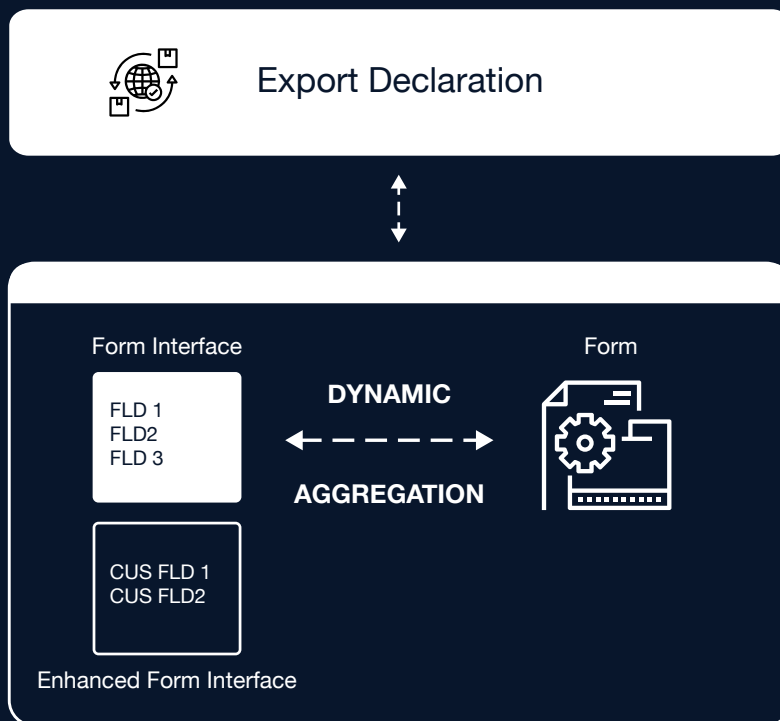 Export Declaration
Form Interface
FLD 1
FLD2
FLD 3
DYNAMIC
AGGREGATION
Form
CUS FLD 1
CUS FLD2
Enhanced Form Interface